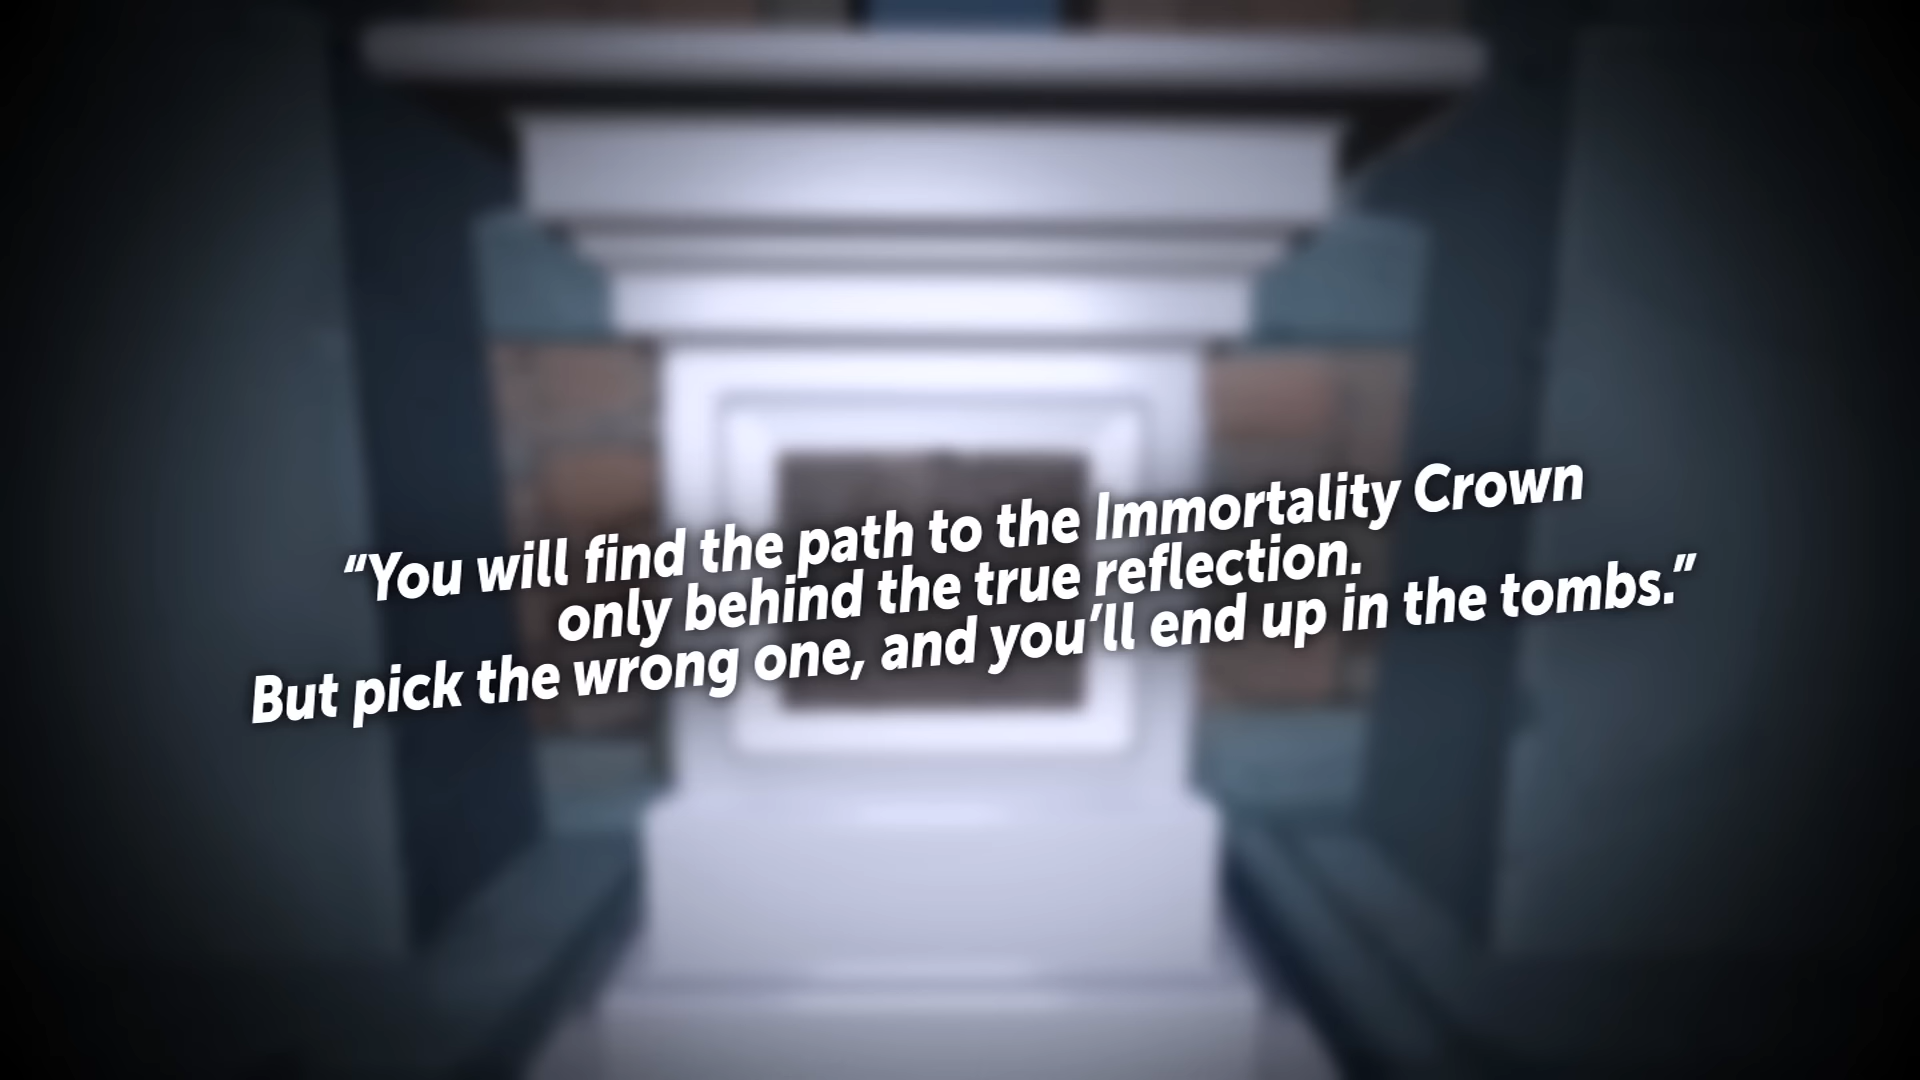 “You will find the path to the Immortality Crown
only behind the true reflection.
But pick the wrong one, and you’ll end up in the tombs.”